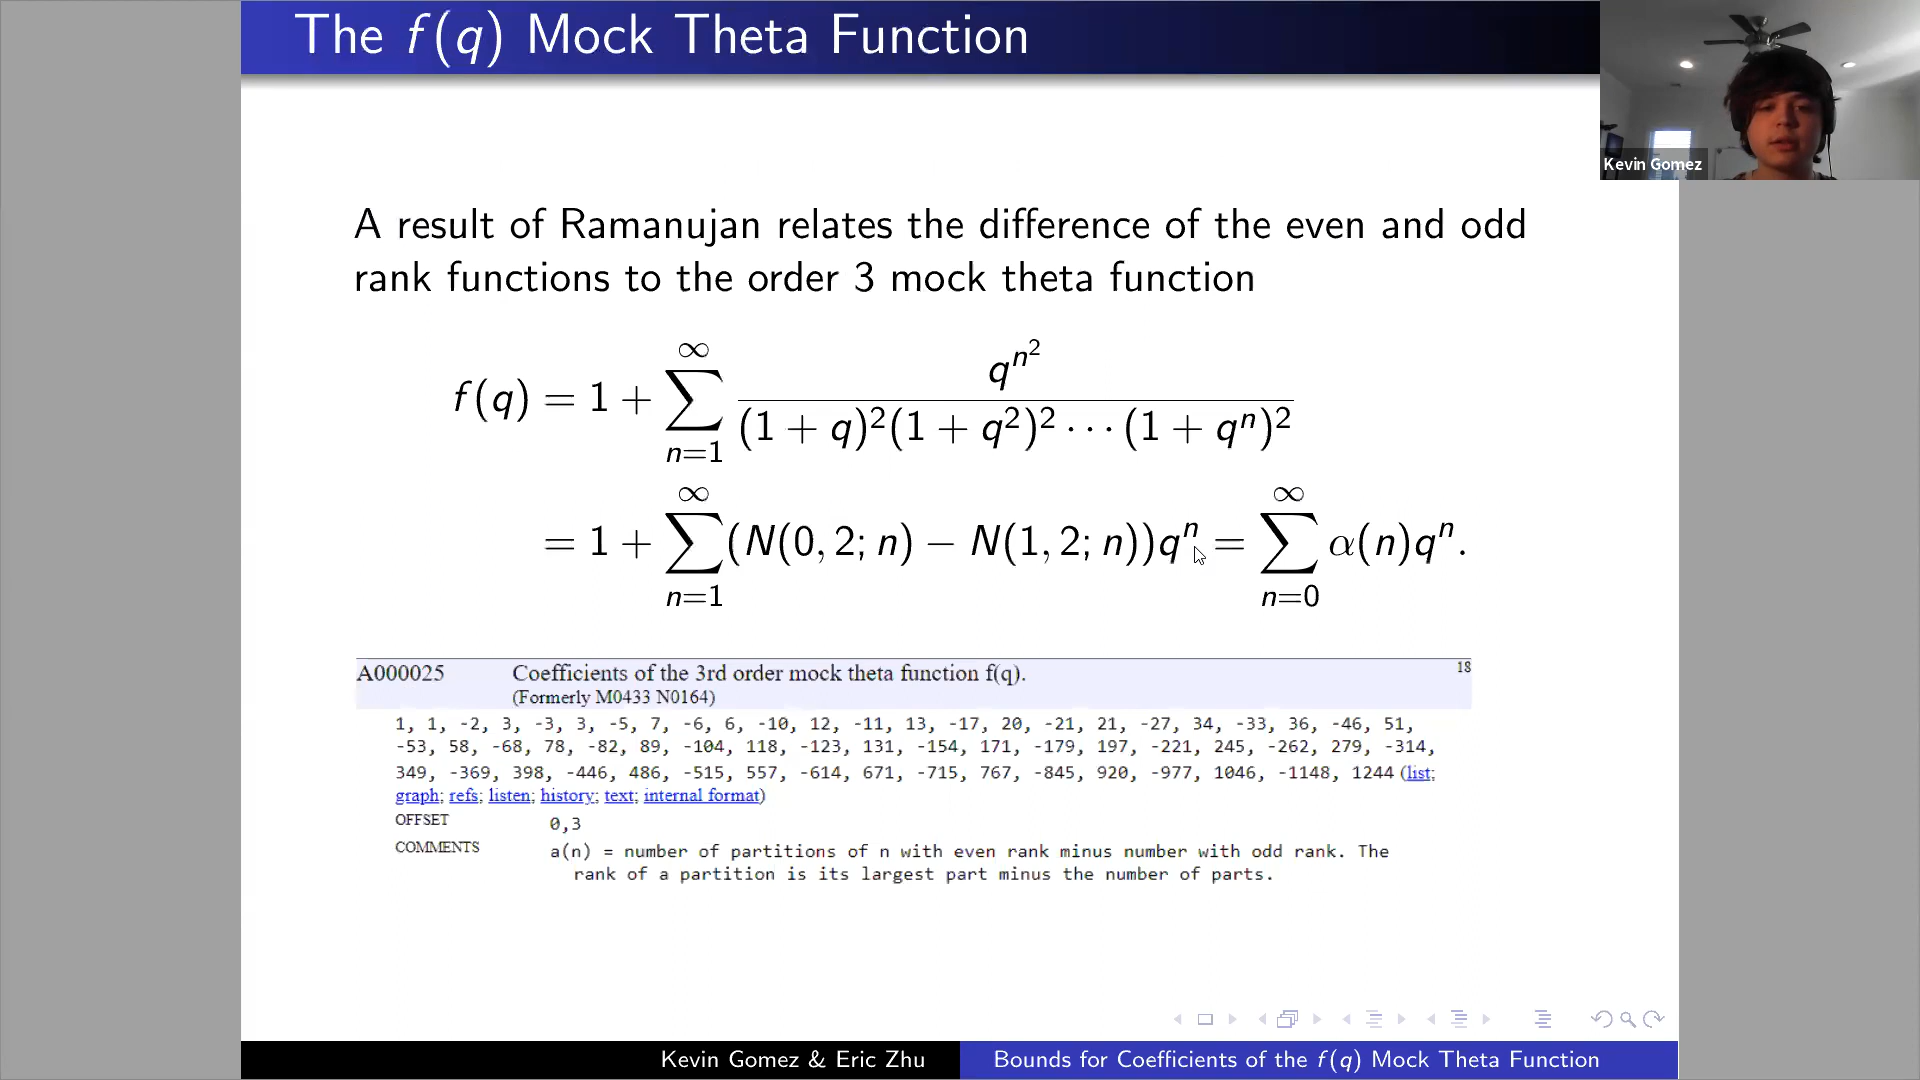 The f(q) Mock Theta Function
Kevin Gomez
A result of Ramanujan relates the difference of the even and odd
rank functions to the order 3 mock theta function
f(q) = 1 + ∑_{n=1}^{∞} q^{n^2} / (1 + q)^2(1 + q^2)^2 ··· (1 + q^n)^2
= 1 + ∑_{n=1}^{∞} (N(0, 2; n) − N(1, 2; n))q^n = ∑_{n=0}^{∞} α(n)q^n.
A000025 Coefficients of the 3rd order mock theta function f(q). 18
(Formerly M0433 N0164)
1, 1, -2, 3, -3, 3, -5, 7, -6, 6, -10, 12, -11, 13, -17, 20, -21, 21, -27, 34, -33, 36, -46, 51,
-53, 58, -68, 78, -82, 89, -104, 118, -123, 131, -154, 171, -179, 197, -221, 245, -262, 279, -314,
349, -369, 398, -446, 486, -515, 557, -614, 671, -715, 767, -845, 920, -977, 1046, -1148, 1244 (list;
graph; refs; listen; history; text; internal format)
OFFSET 0,3
COMMENTS a(n) = number of partitions of n with even rank minus number with odd rank. The
rank of a partition is its largest part minus the number of parts.
Kevin Gomez & Eric Zhu Bounds for Coefficients of the f(q) Mock Theta Function